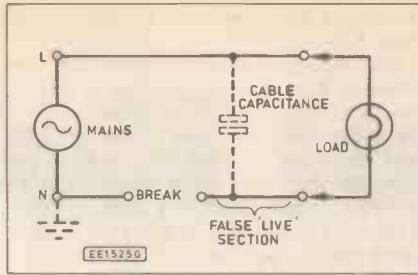 L
CABLE
CAPACITANCE
MAINS
LOAD
N
BREAK
FALSE 'LIVE'
SECTION
EE1525G